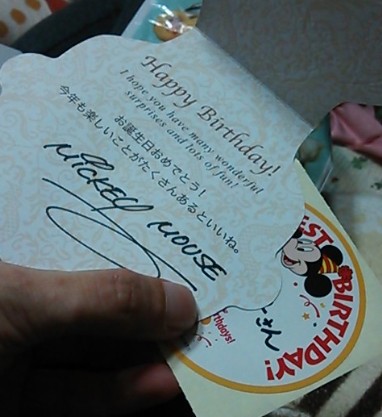 Happy Birthday!
I hope you have many wonderful
surprises and lots of fun!
お誕生日おめでとう!
今年も楽しいことがたくさんあるといいね。
MICKEY MOUSE
EST
BIRTHDAY!
さん
rthdays!